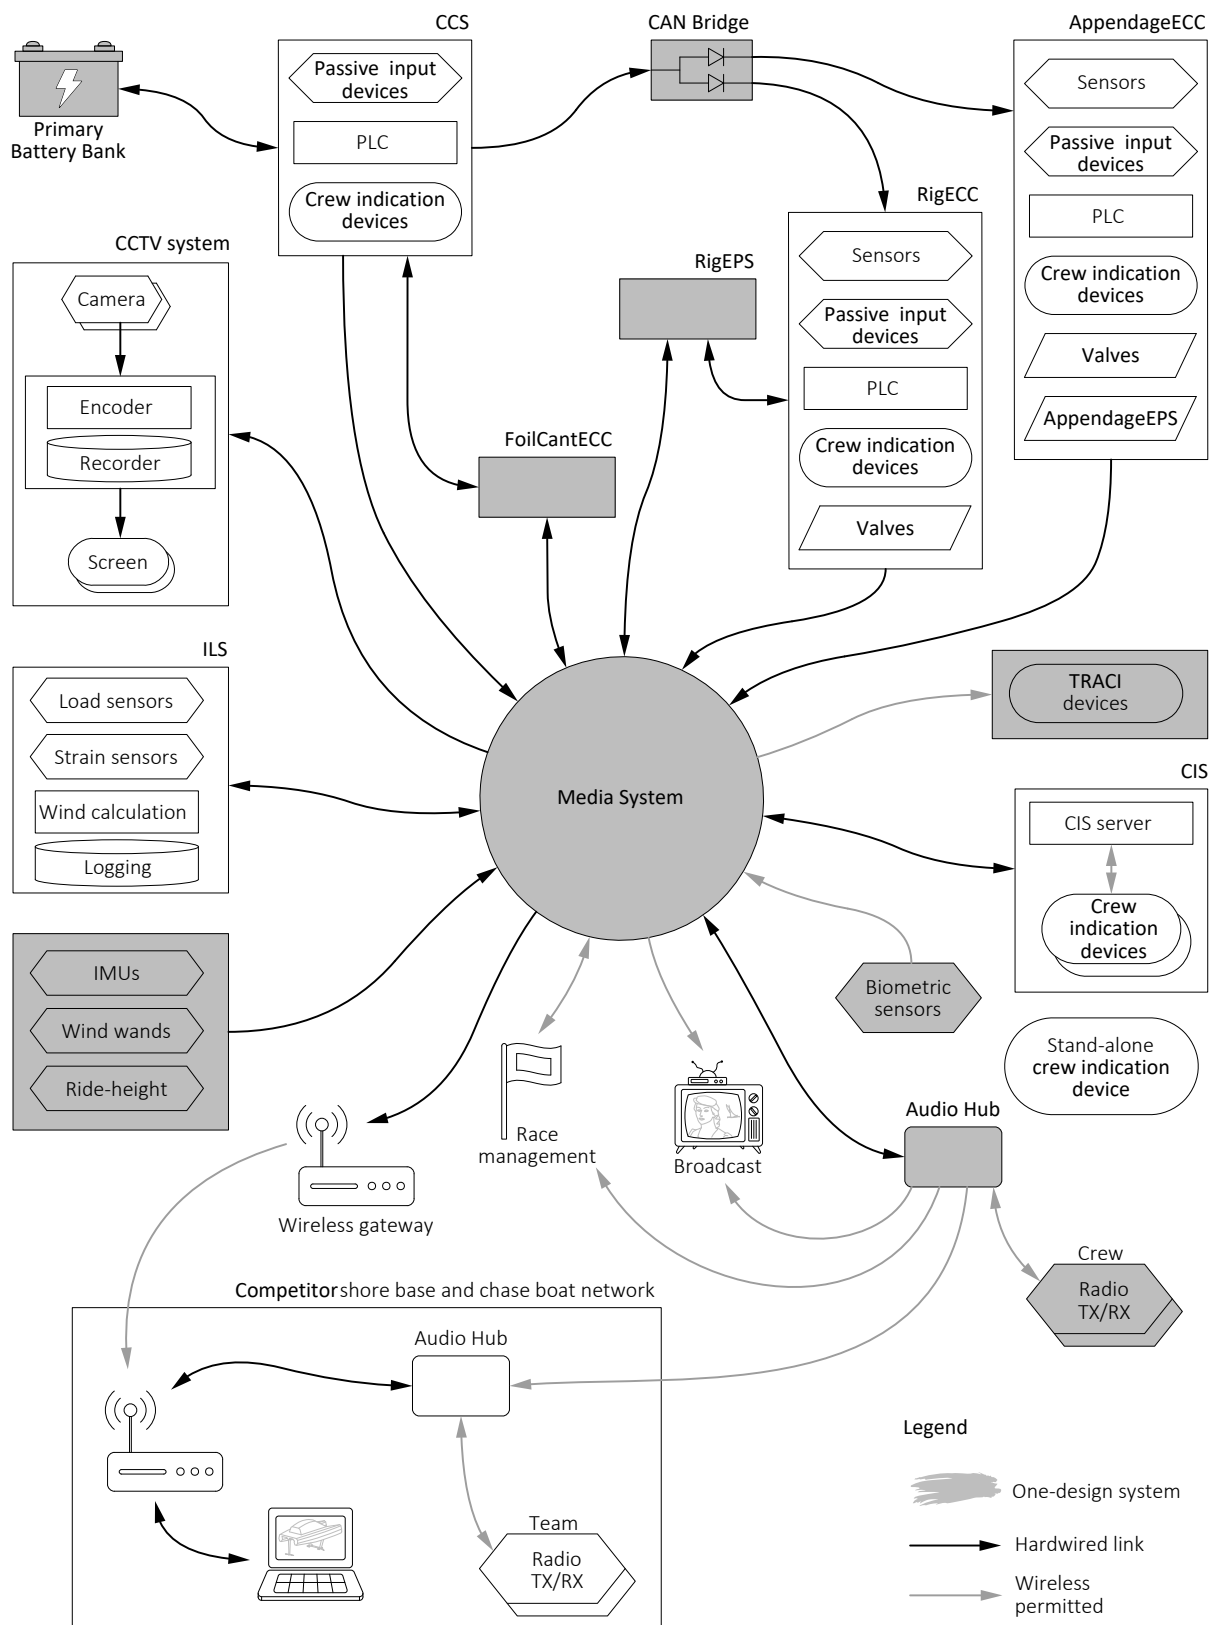 CCS
CAN Bridge
AppendageECC
Primary
Battery Bank
Passive input
devices
PLC
Crew indication
devices
Sensors
Passive input
devices
PLC
Crew indication
devices
Valves
AppendageEPS
RigECC
Sensors
Passive input
devices
PLC
Crew indication
devices
Valves
RigEPS
FoilCantECC
CCTV system
Camera
Encoder
Recorder
Screen
ILS
Load sensors
Strain sensors
Wind calculation
Logging
Media System
TRACI
devices
CIS
CIS server
Crew
indication
devices
IMUs
Wind wands
Ride-height
Biometric
sensors
Stand-alone
crew indication
device
Race
management
Broadcast
Audio Hub
Wireless gateway
Crew
Radio
TX/RX
Competitor shore base and chase boat network
Audio Hub
Team
Radio
TX/RX
Legend
One-design system
Hardwired link
Wireless
permitted